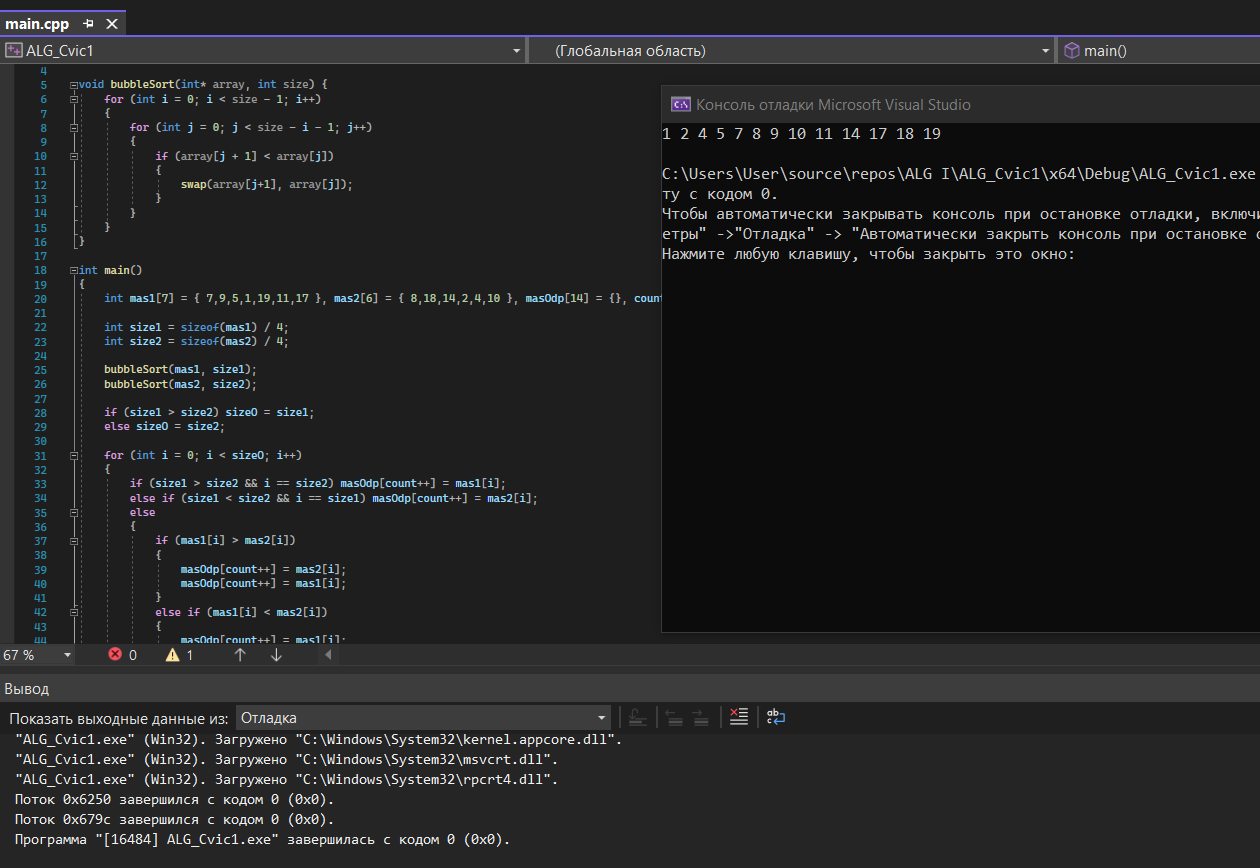 main.cpp
ALG_Cvic1
(Глобальная область)
main()
4
5 void bubbleSort(int* array, int size) {
6 for (int i = 0; i < size - 1; i++)
7 {
8 for (int j = 0; j < size - i - 1; j++)
9 {
10 if (array[j + 1] < array[j])
11 {
12 swap(array[j+1], array[j]);
13 }
14 }
15 }
16 }
17
18 int main()
19 {
20 int mas1[7] = { 7,9,5,1,19,11,17 }, mas2[6] = { 8,18,14,2,4,10 }, masOdp[14] = {}, count
21
22 int size1 = sizeof(mas1) / 4;
23 int size2 = sizeof(mas2) / 4;
24
25 bubbleSort(mas1, size1);
26 bubbleSort(mas2, size2);
27
28 if (size1 > size2) sizeO = size1;
29 else sizeO = size2;
30
31 for (int i = 0; i < sizeO; i++)
32 {
33 if (size1 > size2 && i == size2) masOdp[count++] = mas1[i];
34 else if (size1 < size2 && i == size1) masOdp[count++] = mas2[i];
35 else
36 {
37 if (mas1[i] > mas2[i])
38 {
39 masOdp[count++] = mas2[i];
40 masOdp[count++] = mas1[i];
41 }
42 else if (mas1[i] < mas2[i])
43 {
44 masOdp[count++] = mas1[i];
Консоль отладки Microsoft Visual Studio
1 2 4 5 7 8 9 10 11 14 17 18 19
C:\Users\User\source\repos\ALG I\ALG_Cvic1\x64\Debug\ALG_Cvic1.exe
ту с кодом 0.
Чтобы автоматически закрывать консоль при остановке отладки, включи
етры" ->"Отладка" -> "Автоматически закрыть консоль при остановке о
Нажмите любую клавишу, чтобы закрыть это окно:
67 % 0 1
Вывод
Показать выходные данные из: Отладка
"ALG_Cvic1.exe" (Win32). Загружено "C:\Windows\System32\kernel.appcore.dll".
"ALG_Cvic1.exe" (Win32). Загружено "C:\Windows\System32\msvcrt.dll".
"ALG_Cvic1.exe" (Win32). Загружено "C:\Windows\System32\rpcrt4.dll".
Поток 0x6250 завершился с кодом 0 (0x0).
Поток 0x679c завершился с кодом 0 (0x0).
Программа "[16484] ALG_Cvic1.exe" завершилась с кодом 0 (0x0).